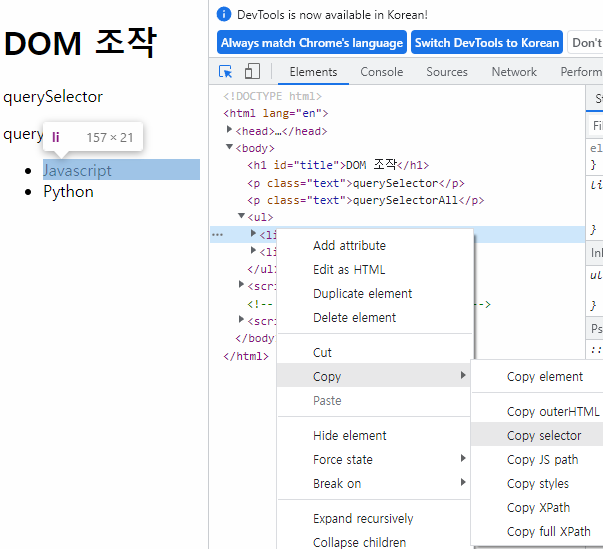 DOM 조작
querySelector
query
li 157 × 21
Javascript
Python
DevTools is now available in Korean!
Always match Chrome's language
Switch DevTools to Korean
Don't
Elements
Console
Sources
Network
Perform
<!DOCTYPE html>
<html lang="en">
<head>…</head>
<body>
<h1 id="title">DOM 조작</h1>
<p class="text">querySelector</p>
<p class="text">querySelectorAll</p>
<ul>
<li
<li
</ul
<scri
<!-- -->
<scri
</body
</html>
Add attribute
Edit as HTML
Duplicate element
Delete element
Cut
Copy
Paste
Hide element
Force state
Break on
Expand recursively
Collapse children
Copy element
Copy outerHTML
Copy selector
Copy JS path
Copy styles
Copy XPath
Copy full XPath
St
Fil
el
}
li
}
Inh
ul
}
Ps
::